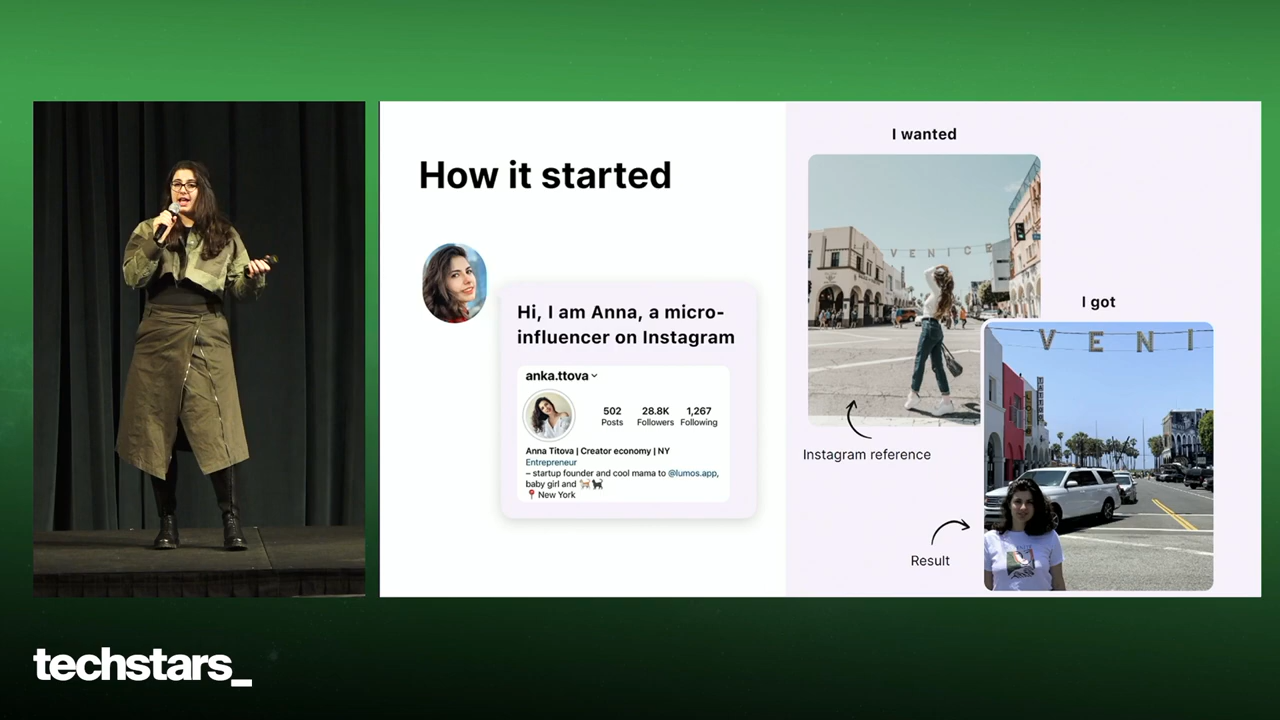 How it started
Hi, I am Anna, a micro-
influencer on Instagram
anka.ttova
502
Posts
28.8K
Followers
1,267
Following
Anna Titova | Creator economy | NY
Entrepreneur
– startup founder and cool mama to @lumos.app,
baby girl and
New York
I wanted
VENICE
Instagram reference
I got
VENI
Result
techstars_